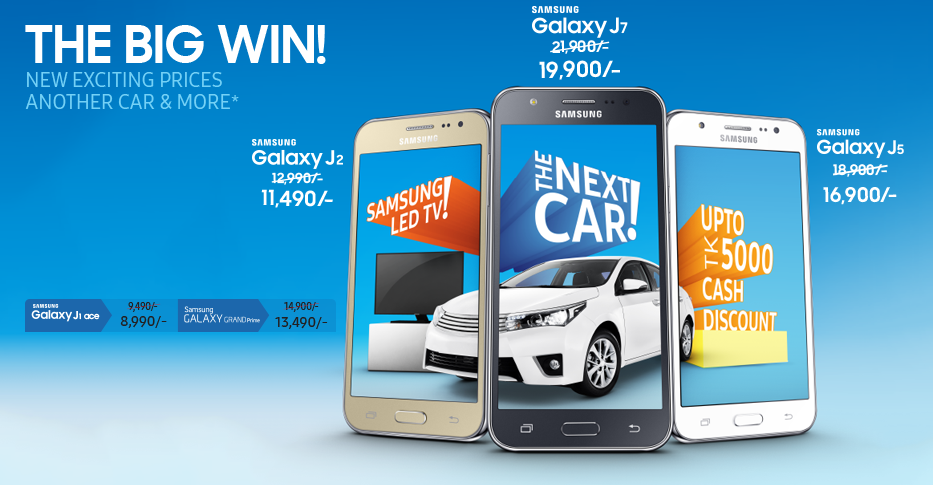 THE BIG WIN!
NEW EXCITING PRICES
ANOTHER CAR & MORE*
SAMSUNG
Galaxy J7
21,900/-
19,900/-
SAMSUNG
Galaxy J2
12,990/-
11,490/-
SAMSUNG
Galaxy J5
18,900/-
16,900/-
SAMSUNG
SAMSUNG
LED TV!
SAMSUNG
THE NEXT
CAR!
SAMSUNG
UPTO
TK 5000
CASH
DISCOUNT
SAMSUNG
Galaxy J1 ace
9,490/-
8,990/-
Samsung
GALAXY GRAND Prime
14,900/-
13,490/-